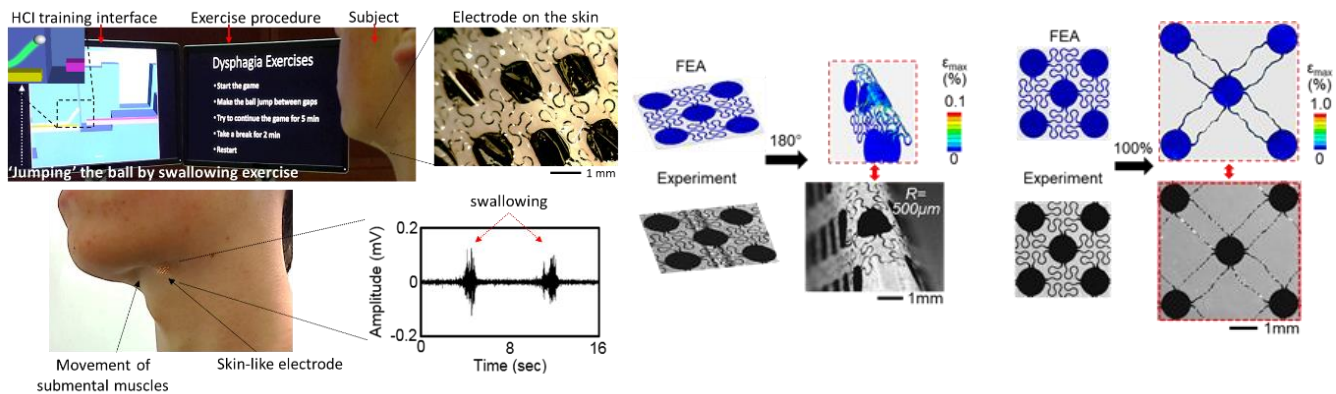 HCI training interface
Exercise procedure
Subject
Electrode on the skin
Dysphagia Exercises
• Start the game
• Make the ball jump between gaps
• Try to continue the game for 5 min
• Take a break for 2 min
• Restart
'Jumping' the ball by swallowing exercise
1 mm
swallowing
0.2
0
-0.2
Amplitude (mV)
0
8
16
Time (sec)
Movement of
submental muscles
Skin-like electrode
FEA
180°
εmax
(%)
0.1
0
Experiment
R=
500µm
1mm
FEA
100%
εmax
(%)
1.0
0
Experiment
1mm